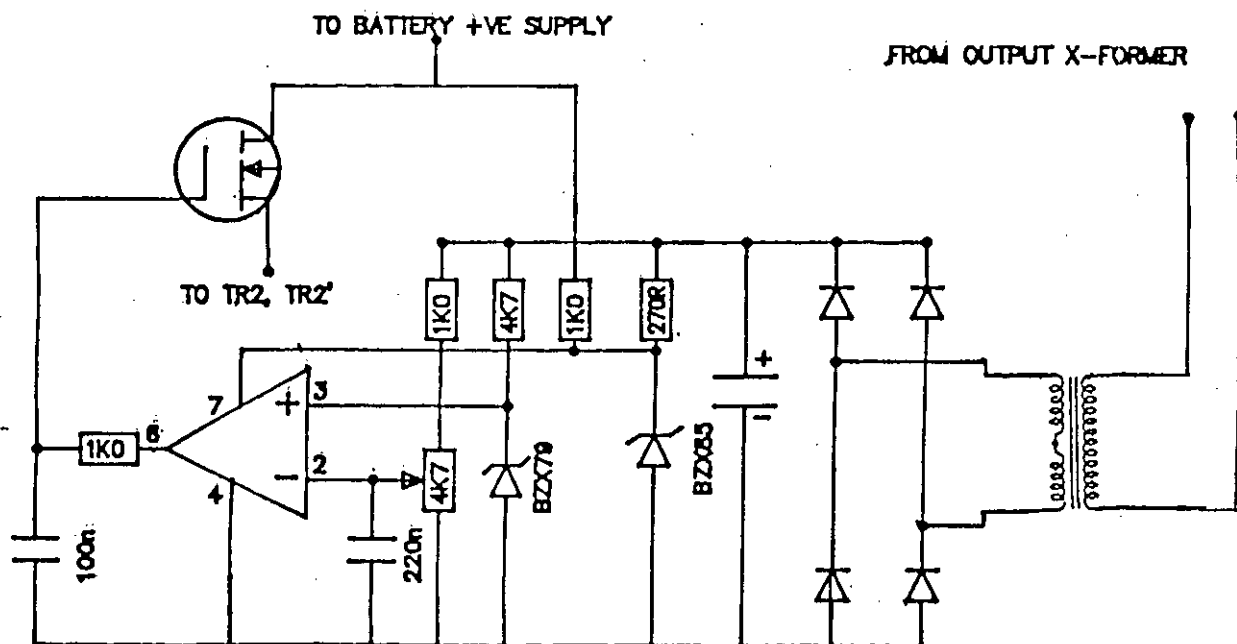 TO BATTERY +VE SUPPLY
FROM OUTPUT X-FORMER
TO TR2, TR2'
1K0
4K7
1K0
270R
+
-
7
+
3
1K0
6
-
2
4K7
4
BZX79
BZX85
100n
220n